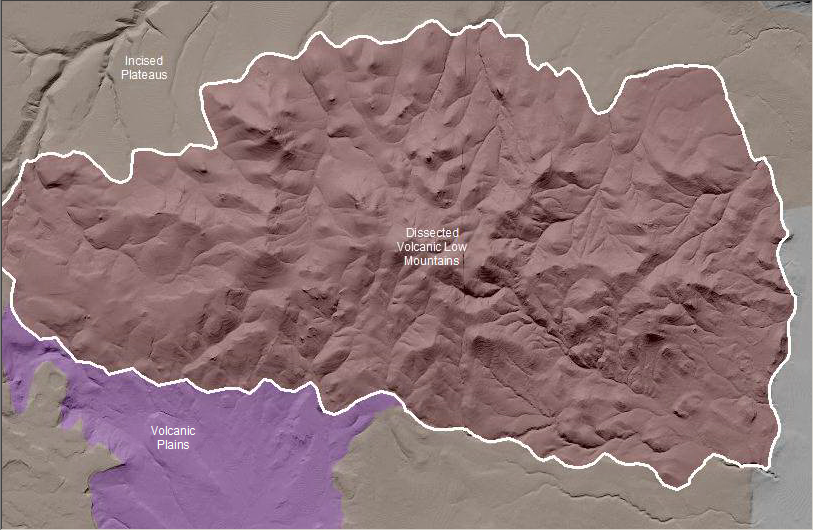 Incised
Plateaus
Dissected
Volcanic Low
Mountains
Volcanic
Plains